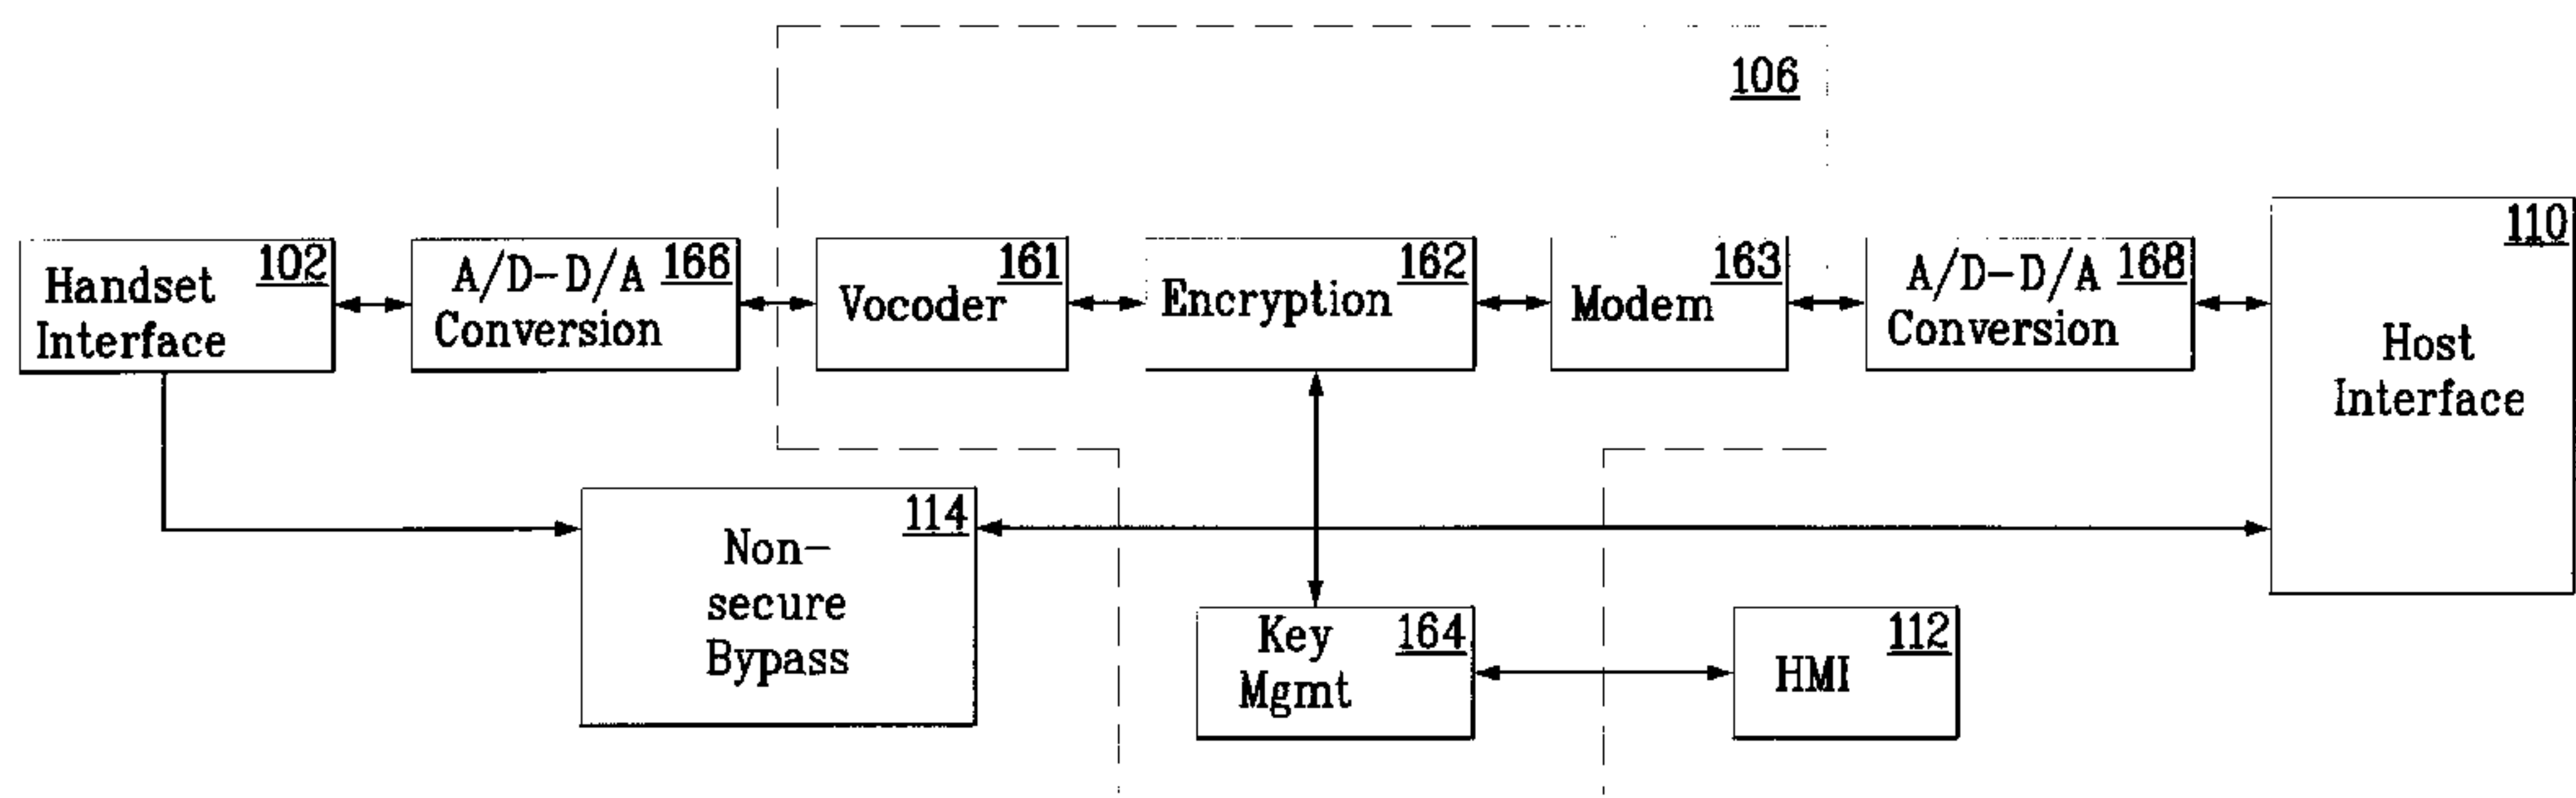 106
102
Handset
Interface
A/D-D/A 166
Conversion
161
Vocoder
162
Encryption
163
Modem
A/D-D/A 168
Conversion
110
Host
Interface
114
Non-
secure
Bypass
Key 164
Mgmt
112
HMI